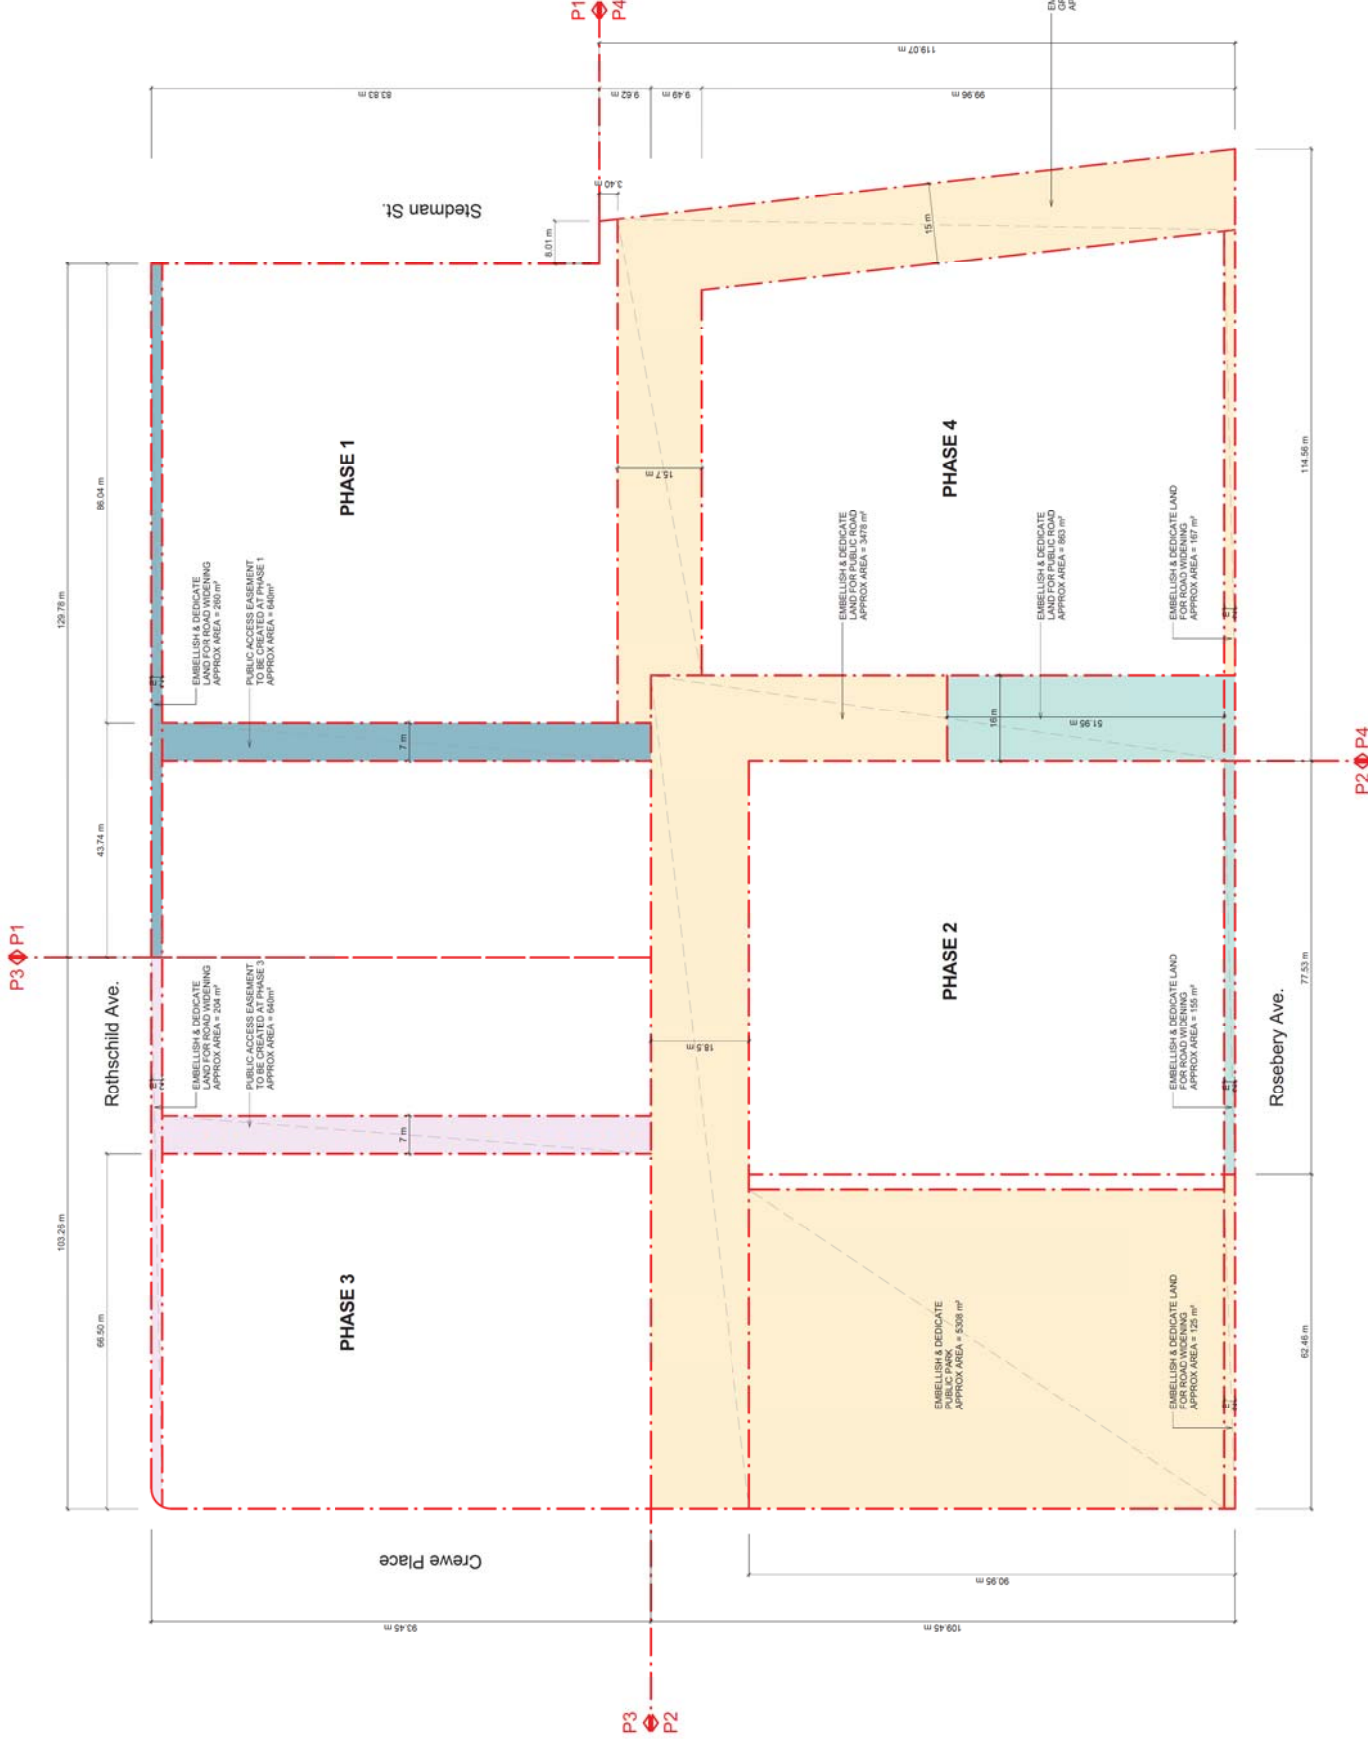 P1
P4
EM
GR
AP
119.07 m
83.83 m
9.62 m
9.49 m
99.96 m
Stedman St.
3.40 m
8.01 m
15 m
129.78 m
86.04 m
PHASE 1
15.7 m
PHASE 4
114.56 m
EMBELLISH & DEDICATE
LAND FOR ROAD WIDENING
APPROX AREA = 260 m²
PUBLIC ACCESS EASEMENT
TO BE CREATED AT PHASE 1
APPROX AREA = 640m²
EMBELLISH & DEDICATE
LAND FOR PUBLIC ROAD
APPROX AREA = 3478 m²
EMBELLISH & DEDICATE
LAND FOR PUBLIC ROAD
APPROX AREA = 863 m²
EMBELLISH & DEDICATE LAND
FOR ROAD WIDENING
APPROX AREA = 167 m²
7 m
16 m
51.95 m
P2
P4
43.74 m
P3
P1
Rothschild Ave.
EMBELLISH & DEDICATE
LAND FOR ROAD WIDENING
APPROX AREA = 204 m²
PUBLIC ACCESS EASEMENT
TO BE CREATED AT PHASE 3
APPROX AREA = 640m²
18.5 m
PHASE 2
EMBELLISH & DEDICATE LAND
FOR ROAD WIDENING
APPROX AREA = 155 m²
77.53 m
Rosebery Ave.
7 m
103.26 m
66.50 m
PHASE 3
EMBELLISH & DEDICATE
PUBLIC PARK
APPROX AREA = 5308 m²
EMBELLISH & DEDICATE LAND
FOR ROAD WIDENING
APPROX AREA = 125 m²
62.46 m
Crewe Place
90.95 m
93.45 m
109.45 m
P3
P2